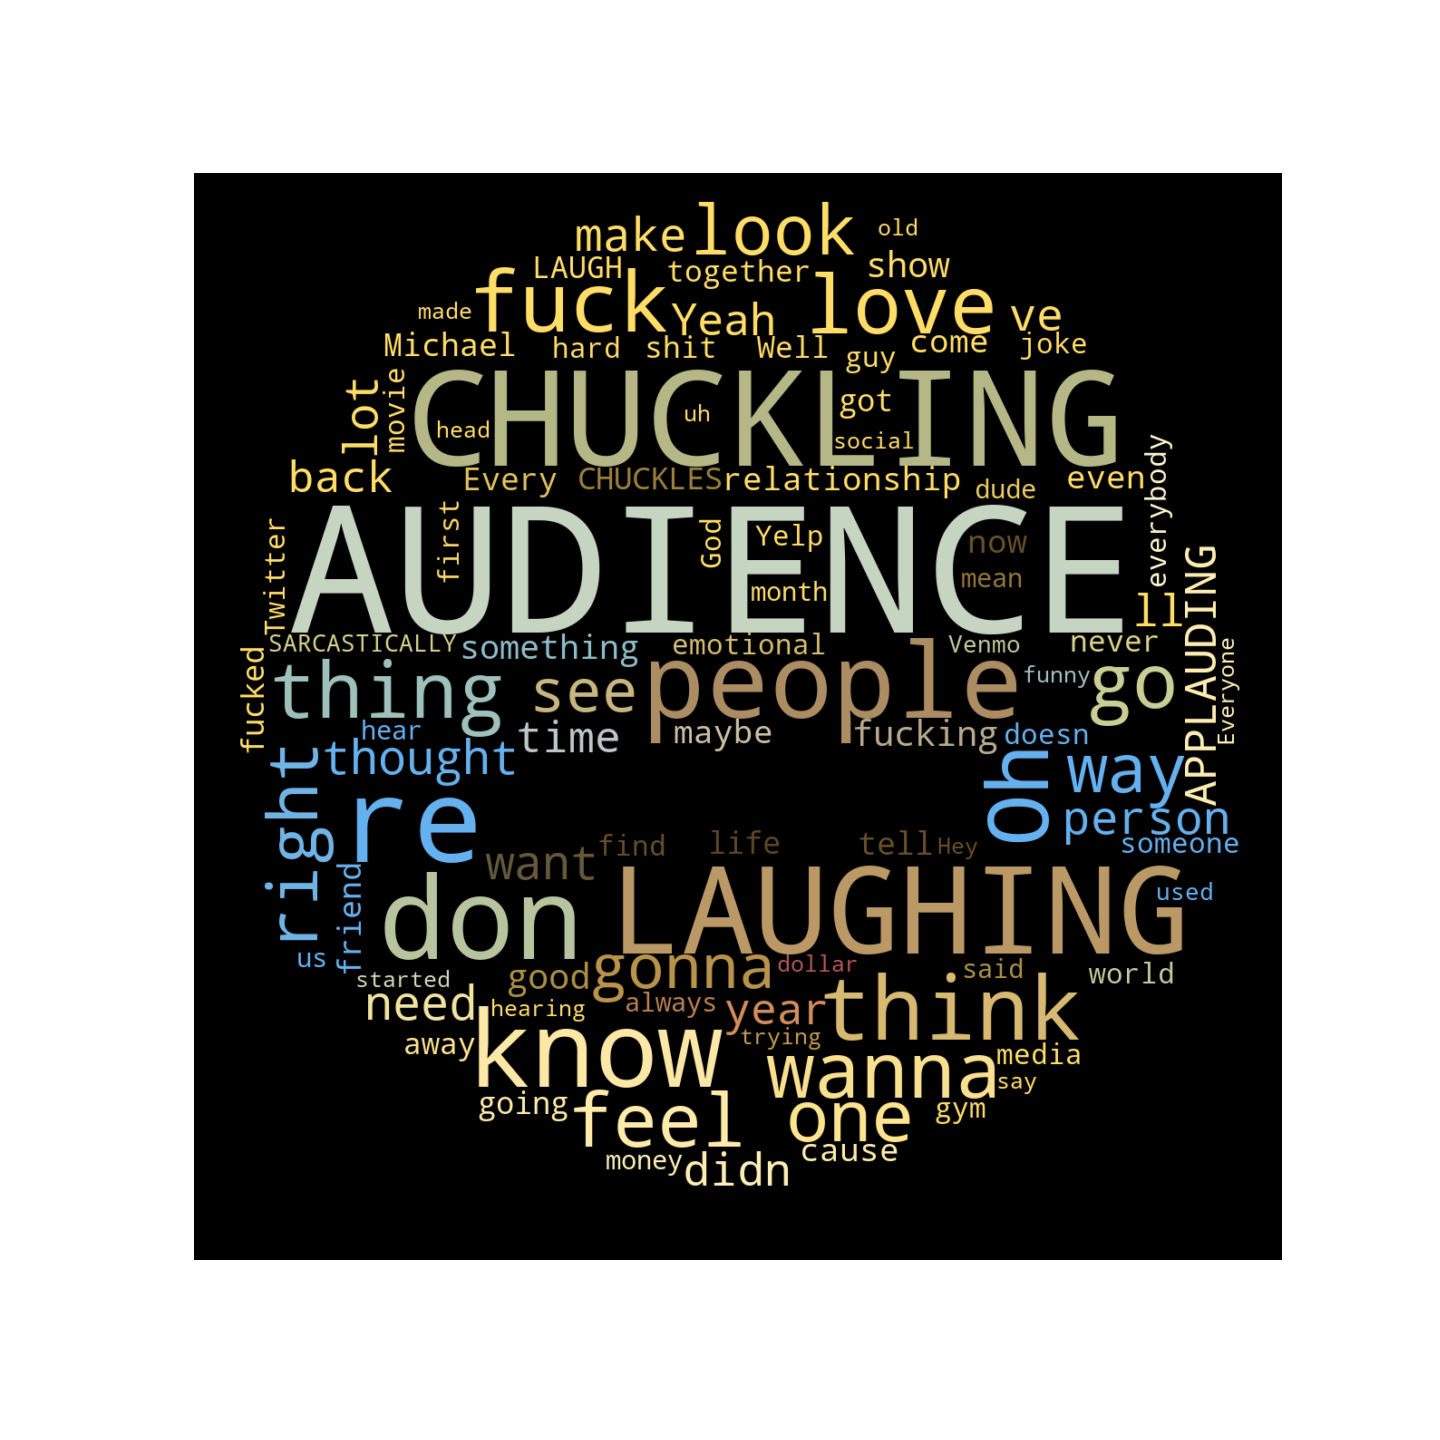 make look old
LAUGH together show
made fuck Yeah love ve
Michael hard shit Well guy come joke
lot movie CHUCKLING head uh got social
back Every CHUCKLES relationship dude even everybody
Twitter AUDIENCE first God Yelp month now mean ll APPLAUDING
SARCASTICALLY something emotional Venmo never
fucked thing see people funny go Everyone
hear time maybe fucking doesn
right thought Oh way
re person
find life tell Hey someone
friend want LAUGHING used
us don
started good gonna dollar said world
need hearing always year think
away know trying wanna media
say
going feel one gym
money didn cause